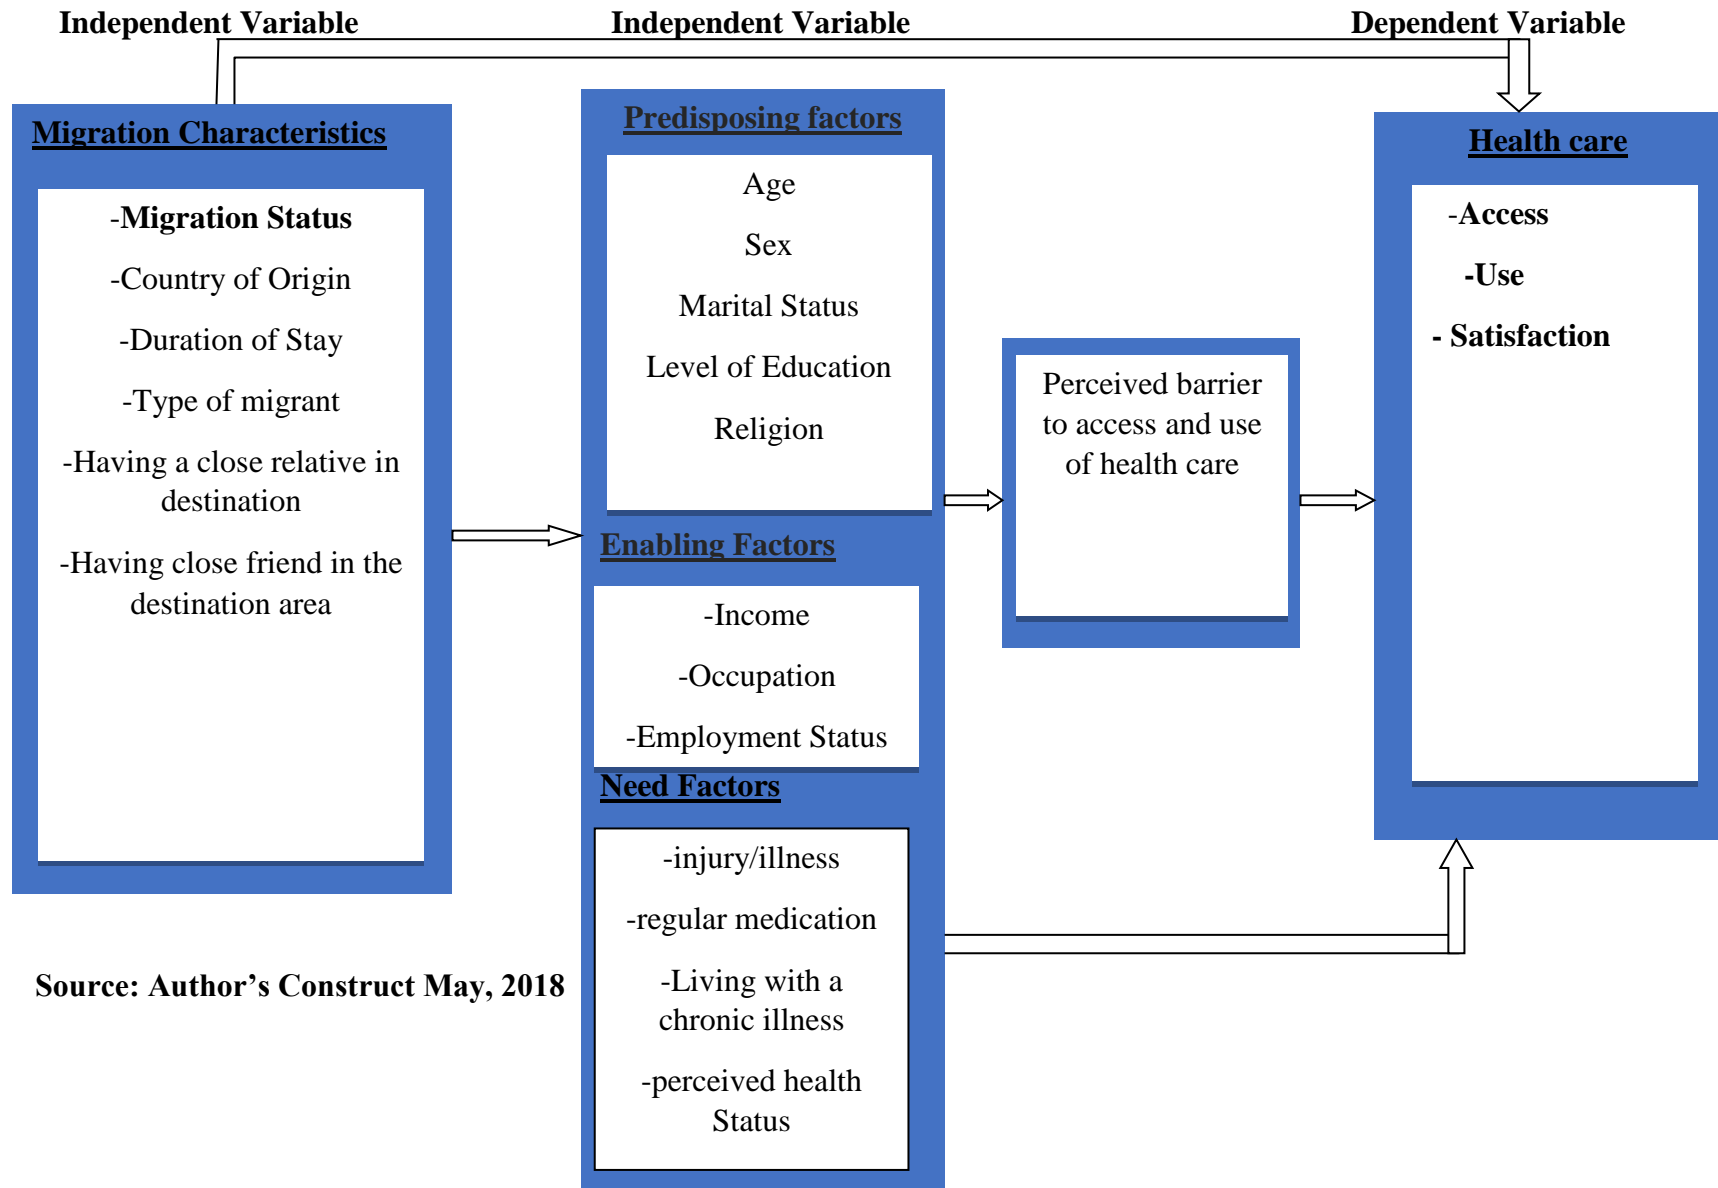 Independent Variable
Independent Variable
Dependent Variable
Migration Characteristics
-Migration Status
-Country of Origin
-Duration of Stay
-Type of migrant
-Having a close relative in
destination
-Having close friend in the
destination area
Predisposing factors
Age
Sex
Marital Status
Level of Education
Religion
Enabling Factors
-Income
-Occupation
-Employment Status
Need Factors
-injury/illness
-regular medication
-Living with a
chronic illness
-perceived health
Status
Perceived barrier
to access and use
of health care
Health care
-Access
-Use
- Satisfaction
Source: Author’s Construct May, 2018